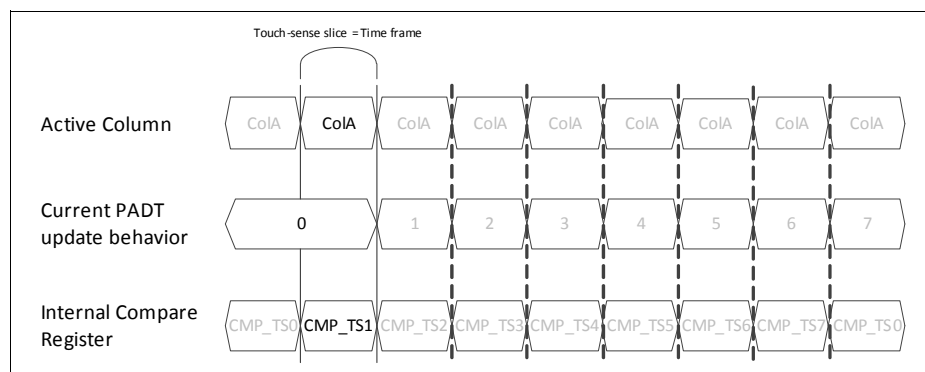 Touch-sense slice = Time frame
Active Column ColA ColA ColA ColA ColA ColA ColA ColA ColA
Current PADT
update behavior 0 1 2 3 4 5 6 7
Internal Compare
Register CMP_TS0 CMP_TS1 CMP_TS2 CMP_TS3 CMP_TS4 CMP_TS5 CMP_TS6 CMP_TS7 CMP_TS0